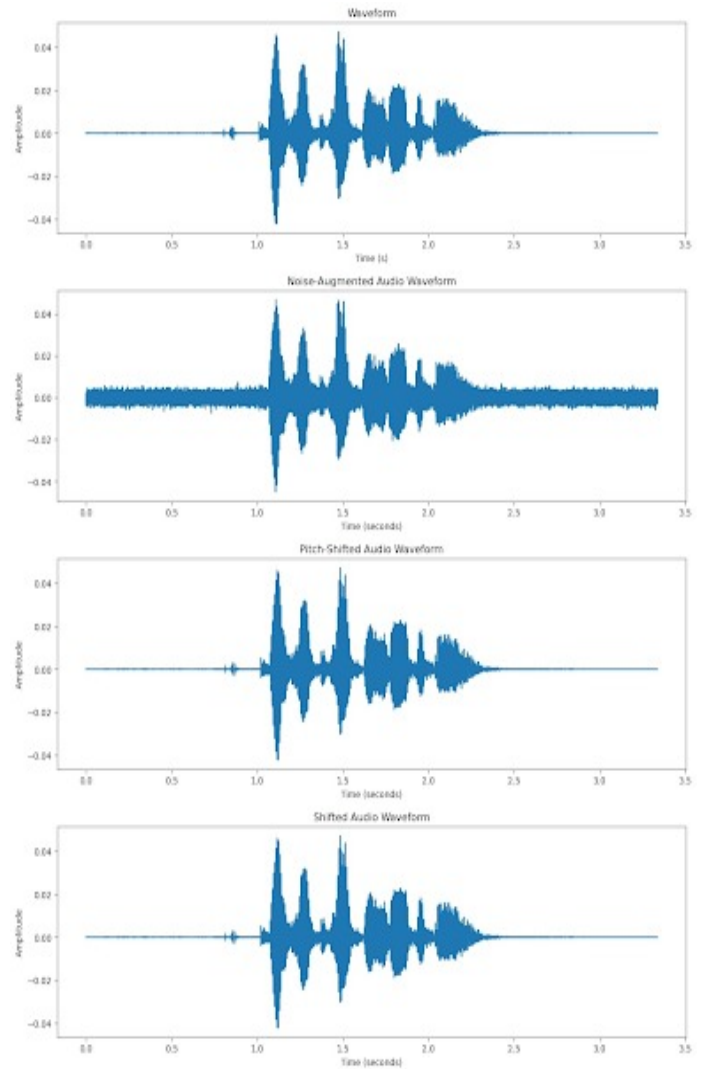 Waveform
Amplitude
0.04
0.02
0.00
−0.02
−0.04
0.0 0.5 1.0 1.5 2.0 2.5 3.0 3.5
Time (s)
Noise-Augmented Audio Waveform
Amplitude
0.04
0.02
0.00
−0.02
−0.04
0.0 0.5 1.0 1.5 2.0 2.5 3.0 3.5
Time (seconds)
Pitch-Shifted Audio Waveform
Amplitude
0.04
0.02
0.00
−0.02
−0.04
0.0 0.5 1.0 1.5 2.0 2.5 3.0 3.5
Time (seconds)
Shifted Audio Waveform
Amplitude
0.04
0.02
0.00
−0.02
−0.04
0.0 0.5 1.0 1.5 2.0 2.5 3.0 3.5
Time (seconds)